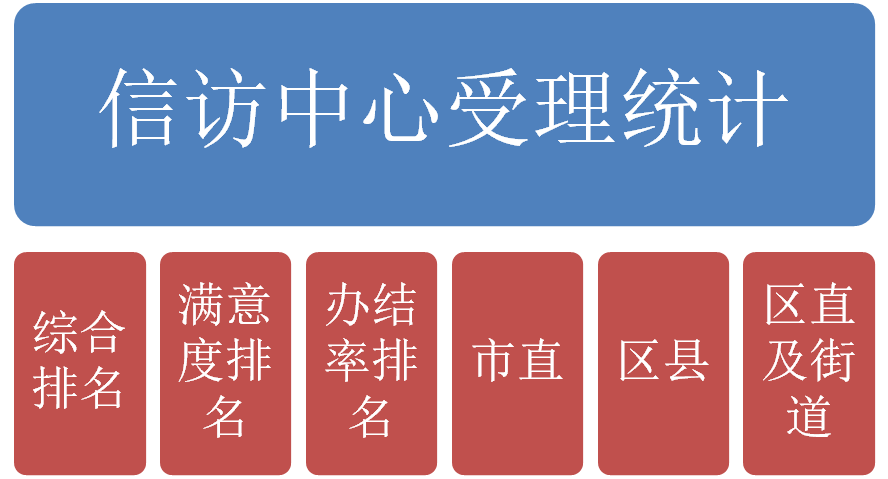 信访中心受理统计
综合
排名
满意
度排
名
办结
率排
名
市直
区县
区直
及街
道